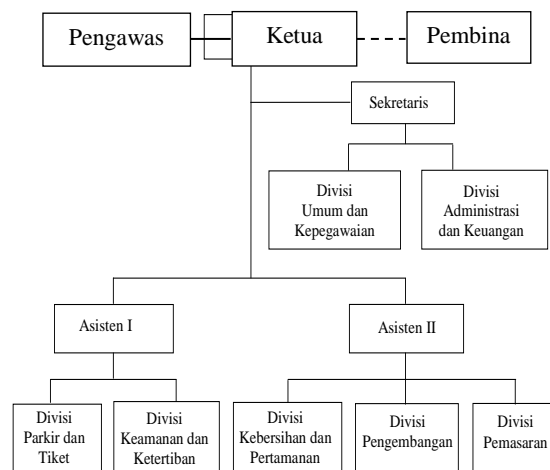 Pengawas
Ketua
Pembina
Sekretaris
Divisi
Umum dan
Kepegawaian
Divisi
Administrasi
dan Keuangan
Asisten I
Asisten II
Divisi
Parkir dan
Tiket
Divisi
Keamanan dan
Ketertiban
Divisi
Kebersihan dan
Pertamanan
Divisi
Pengembangan
Divisi
Pemasaran